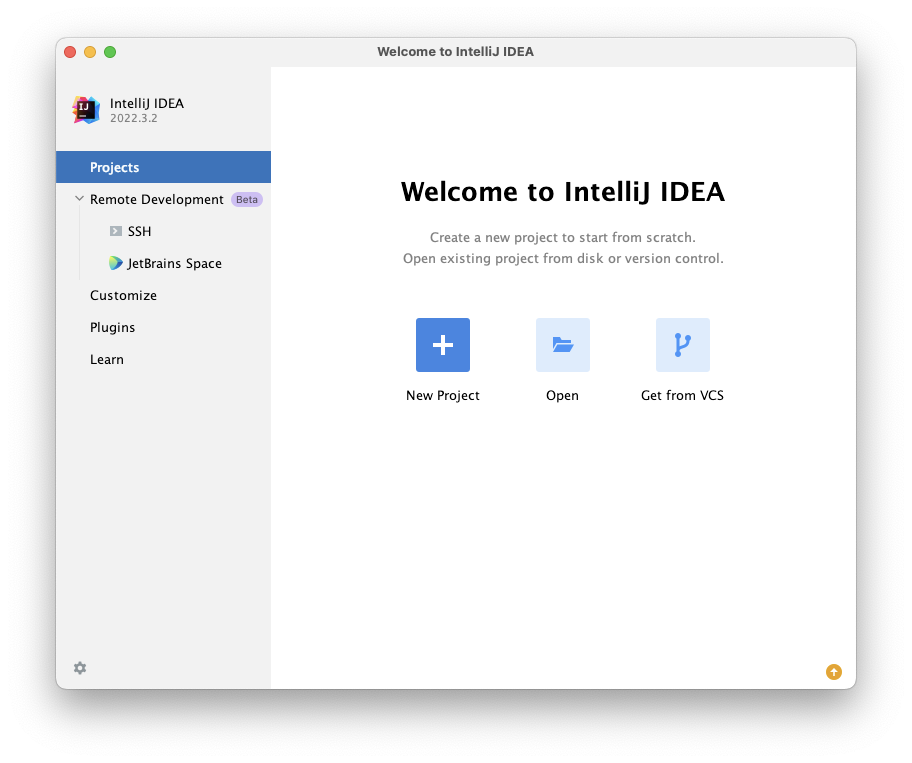 Welcome to IntelliJ IDEA
IJ
IntelliJ IDEA
2022.3.2
Projects
Remote Development Beta
SSH
JetBrains Space
Customize
Plugins
Learn
Welcome to IntelliJ IDEA
Create a new project to start from scratch.
Open existing project from disk or version control.
New Project
Open
Get from VCS